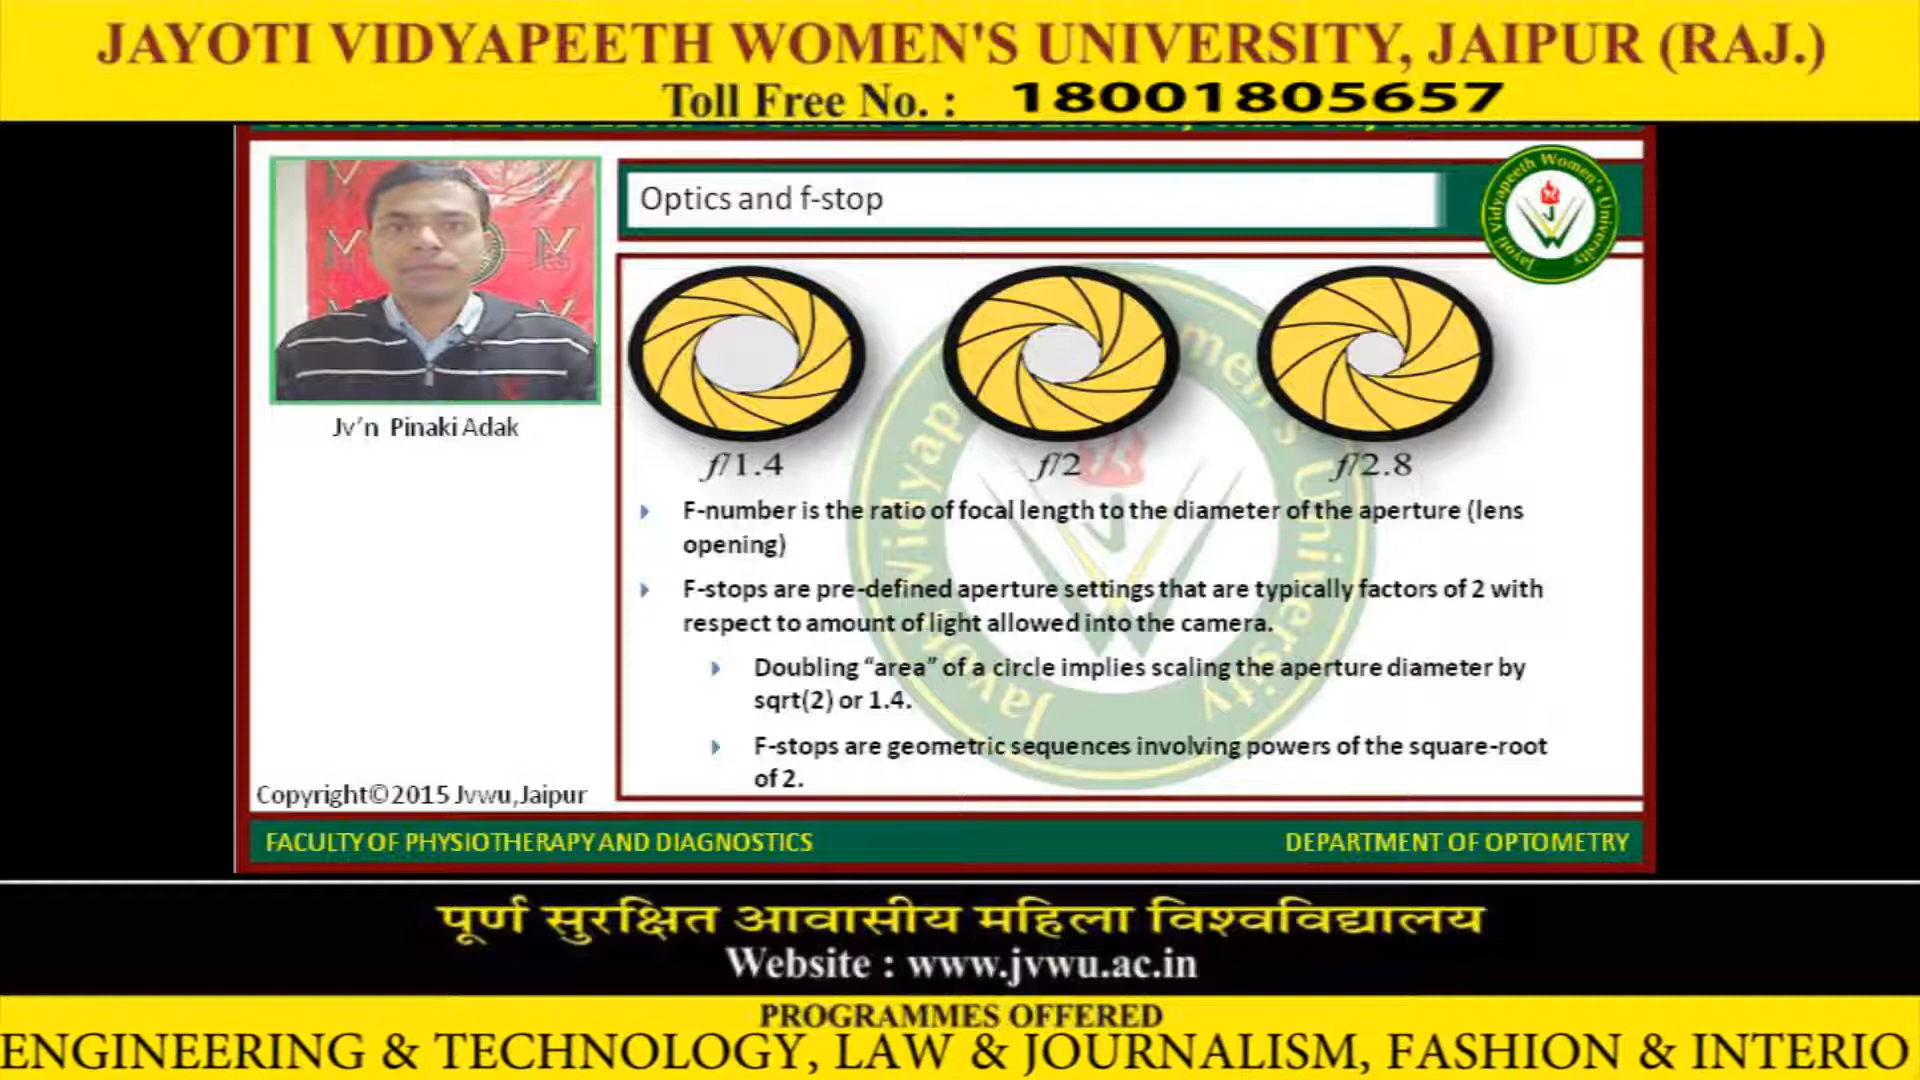 JAYOTI VIDYAPEETH WOMEN'S UNIVERSITY, JAIPUR (RAJ.)
Toll Free No. : 18001805657
Optics and f-stop
Jayoti Vidyapeeth Women's University
Jv'n Pinaki Adak
f/1.4
f/2
f/2.8
F-number is the ratio of focal length to the diameter of the aperture (lens
opening)
F-stops are pre-defined aperture settings that are typically factors of 2 with
respect to amount of light allowed into the camera.
Doubling “area” of a circle implies scaling the aperture diameter by
sqrt(2) or 1.4.
F-stops are geometric sequences involving powers of the square-root
of 2.
Copyright©2015 Jvwu,Jaipur
FACULTY OF PHYSIOTHERAPY AND DIAGNOSTICS
DEPARTMENT OF OPTOMETRY
पूर्ण सुरक्षित आवासीय महिला विश्वविद्यालय
Website : www.jvwu.ac.in
PROGRAMMES OFFERED
ENGINEERING & TECHNOLOGY, LAW & JOURNALISM, FASHION & INTERIO